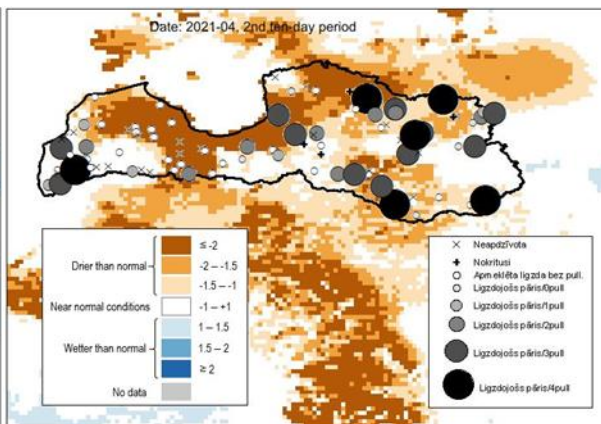 Date: 2021-04, 2nd ten-day period
Drier than normal
≤ -2
-2 – -1.5
-1.5 – -1
Near normal conditions
-1 – +1
Wetter than normal
1 – 1.5
1.5 – 2
≥ 2
No data
Neapdzīvota
Nokritusi
Apmeklēta ligzda bez pull.
Ligzdojošs pāris/0pull
Ligzdojošs pāris/1pull
Ligzdojošs pāris/2pull
Ligzdojošs pāris/3pull
Ligzdojošs pāris/4pull